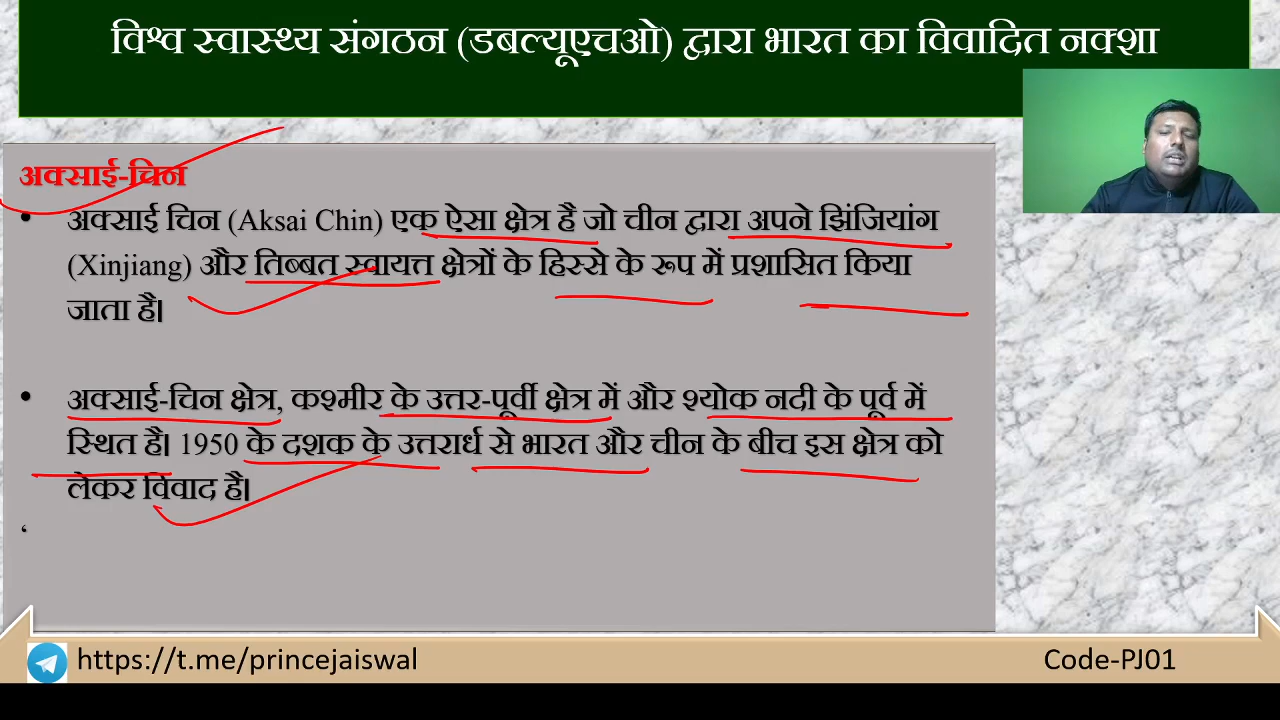 विश्व स्वास्थ्य संगठन (डबल्यूएचओ) द्वारा भारत का विवादित नक्शा
अक्साई-चिन
• अक्साई चिन (Aksai Chin) एक ऐसा क्षेत्र है जो चीन द्वारा अपने झिंजियांग
(Xinjiang) और तिब्बत स्वायत्त क्षेत्रों के हिस्से के रूप में प्रशासित किया
जाता है।
• अक्साई-चिन क्षेत्र, कश्मीर के उत्तर-पूर्वी क्षेत्र में और श्योक नदी के पूर्व में
स्थित है। 1950 के दशक के उत्तरार्ध से भारत और चीन के बीच इस क्षेत्र को
लेकर विवाद है।
‘
https://t.me/princejaiswal
Code-PJ01